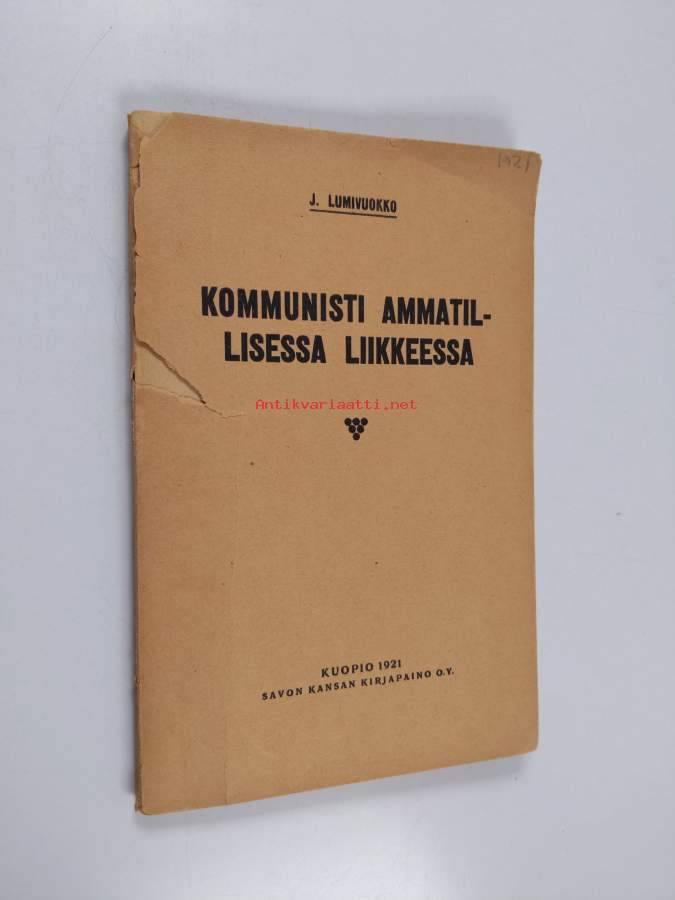 1921
J. LUMIVUOKKO
KOMMUNISTI AMMATIL-
LISESSA LIIKKEESSA
Antikvariaatti.net
KUOPIO 1921
SAVON KANSAN KIRJAPAINO O.Y.